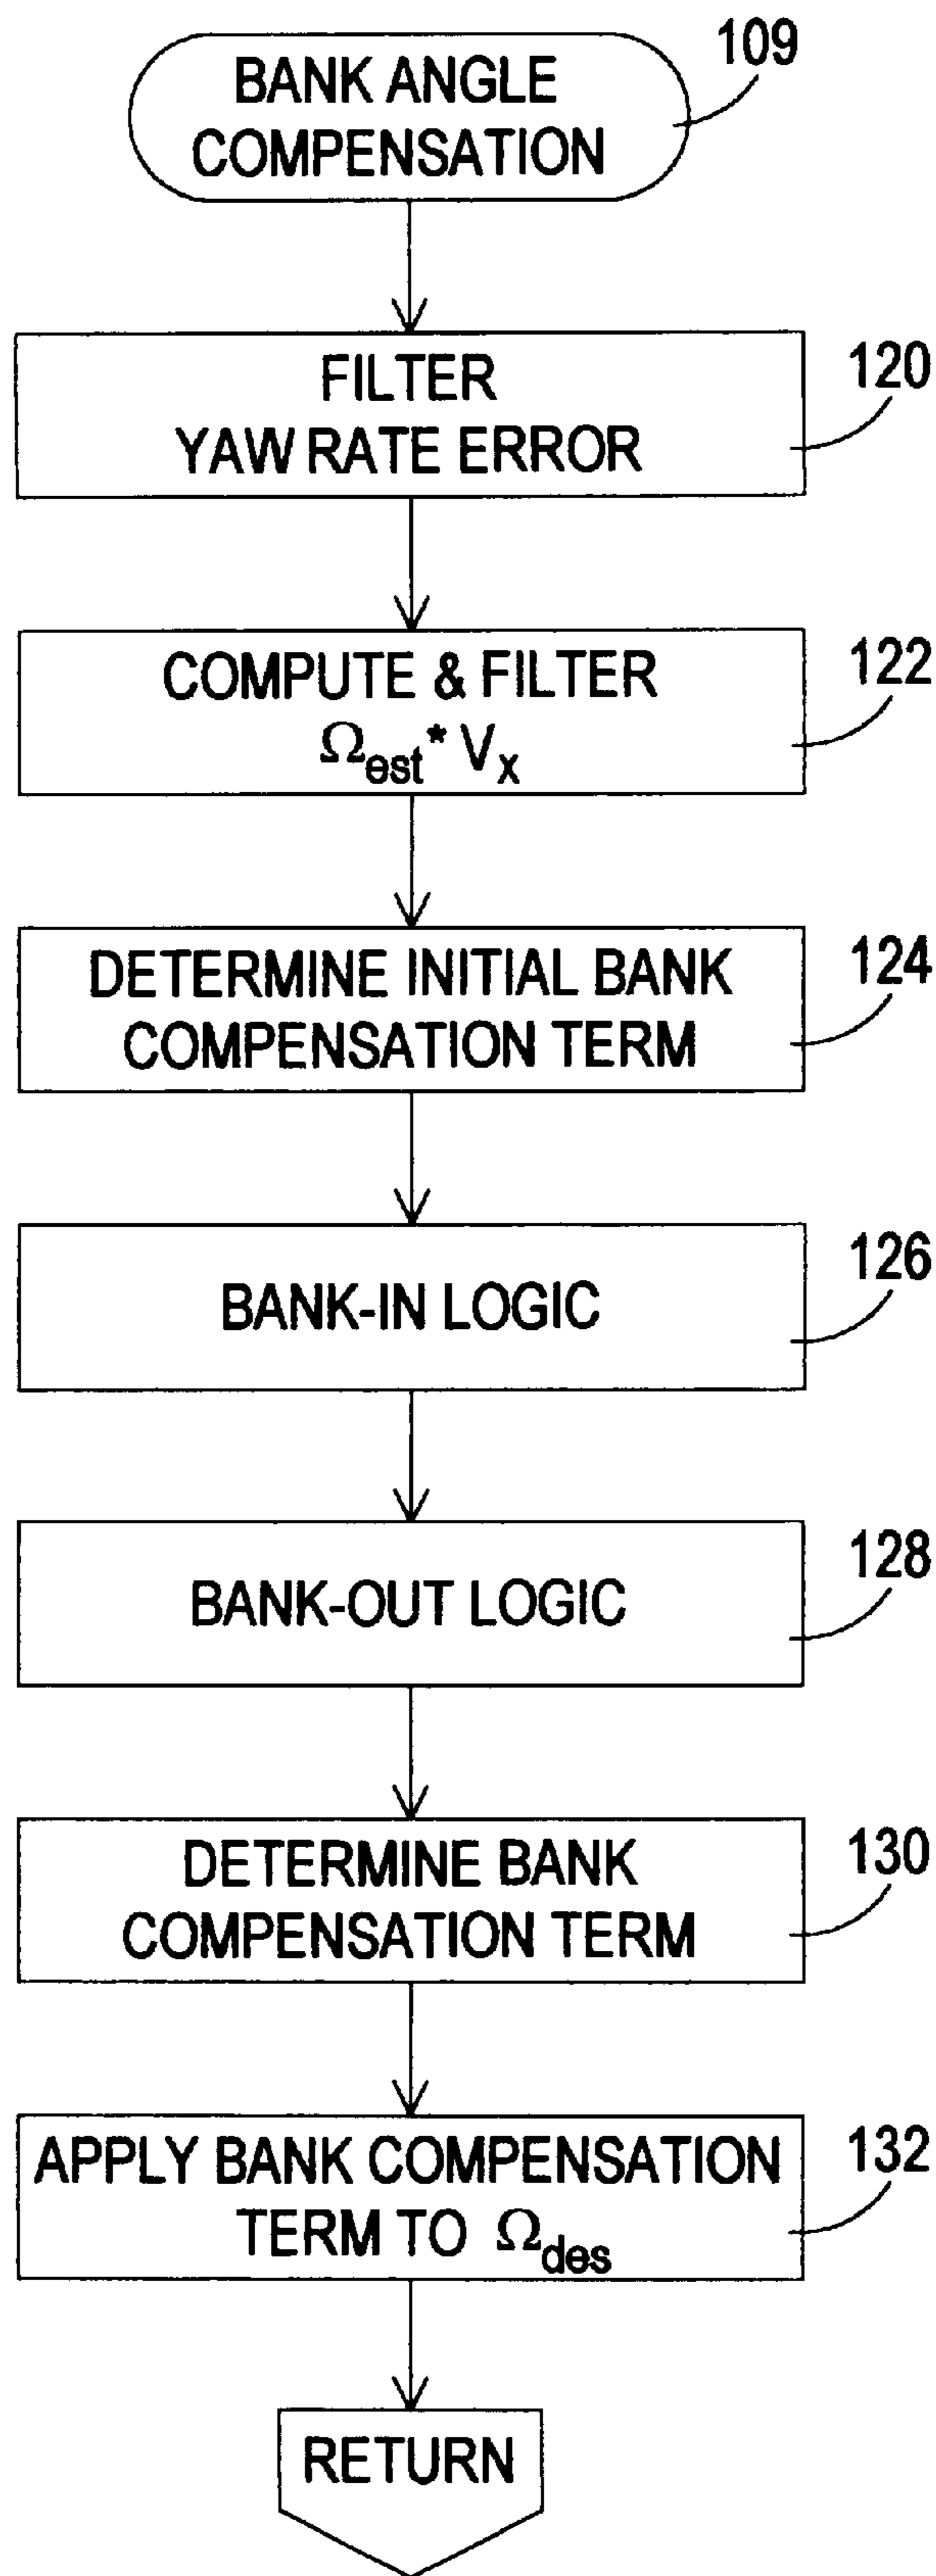 BANK ANGLE
COMPENSATION
109
FILTER
YAW RATE ERROR
120
COMPUTE & FILTER
Ωest * Vx
122
DETERMINE INITIAL BANK
COMPENSATION TERM
124
BANK-IN LOGIC
126
BANK-OUT LOGIC
128
DETERMINE BANK
COMPENSATION TERM
130
APPLY BANK COMPENSATION
TERM TO Ωdes
132
RETURN